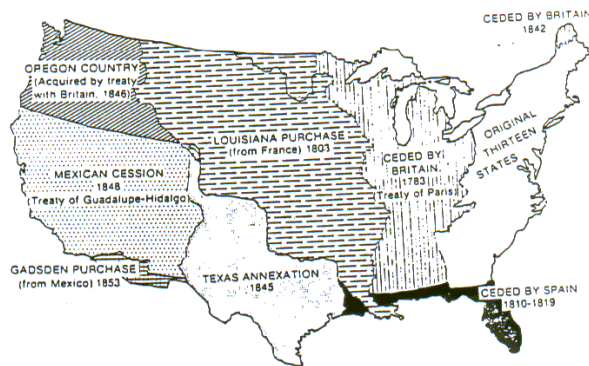 CEDED BY BRITAIN
1842
OREGON COUNTRY
(Acquired by treaty
with Britain, 1846)
LOUISIANA PURCHASE
(from France) 1803
CEDED BY
BRITAIN,
1783
(Treaty of Paris)
ORIGINAL
THIRTEEN
STATES
MEXICAN CESSION
1848
(Treaty of Guadalupe-Hidalgo)
GADSDEN PURCHASE
(from Mexico) 1853
TEXAS ANNEXATION
1845
CEDED BY SPAIN
1810-1819